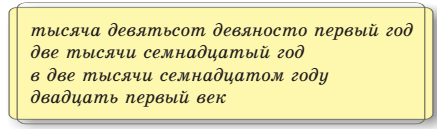 тысяча девятьсот девяносто первый год
две тысячи семнадцатый год
в две тысячи семнадцатом году
двадцать первый век